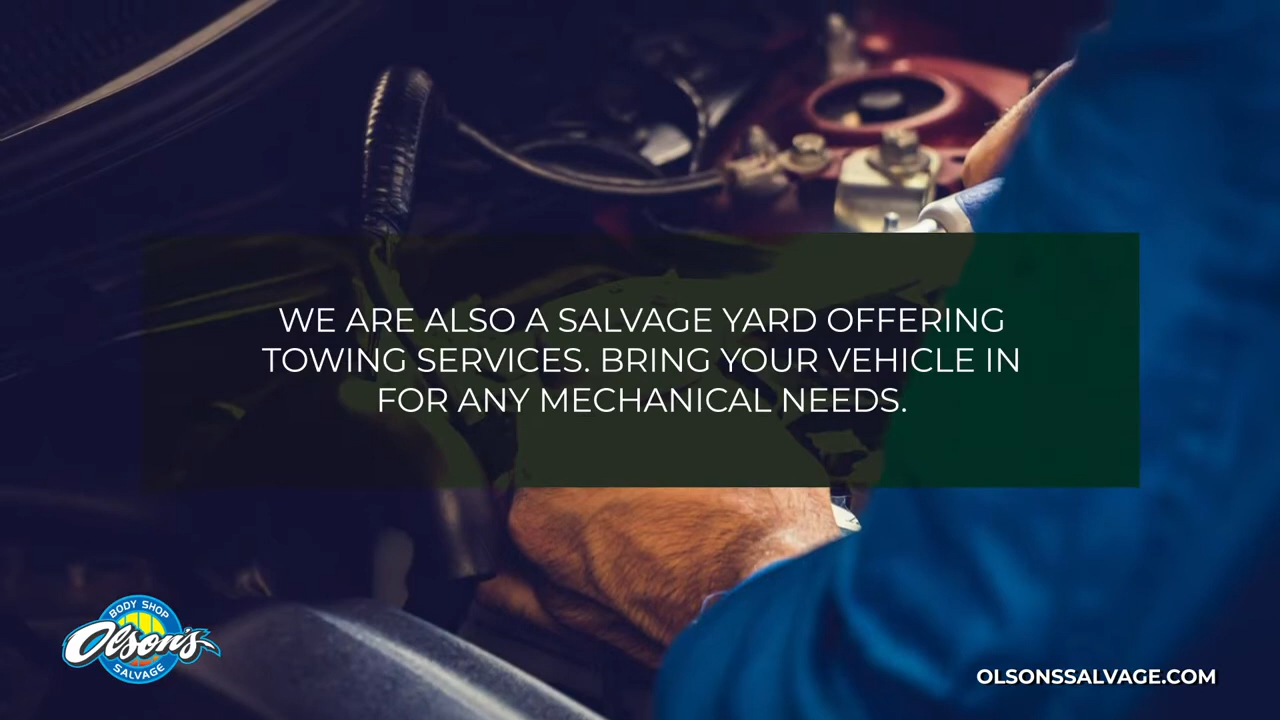 WE ARE ALSO A SALVAGE YARD OFFERING
TOWING SERVICES. BRING YOUR VEHICLE IN
FOR ANY MECHANICAL NEEDS.
BODY SHOP
Olson's
SALVAGE
OLSONSSALVAGE.COM